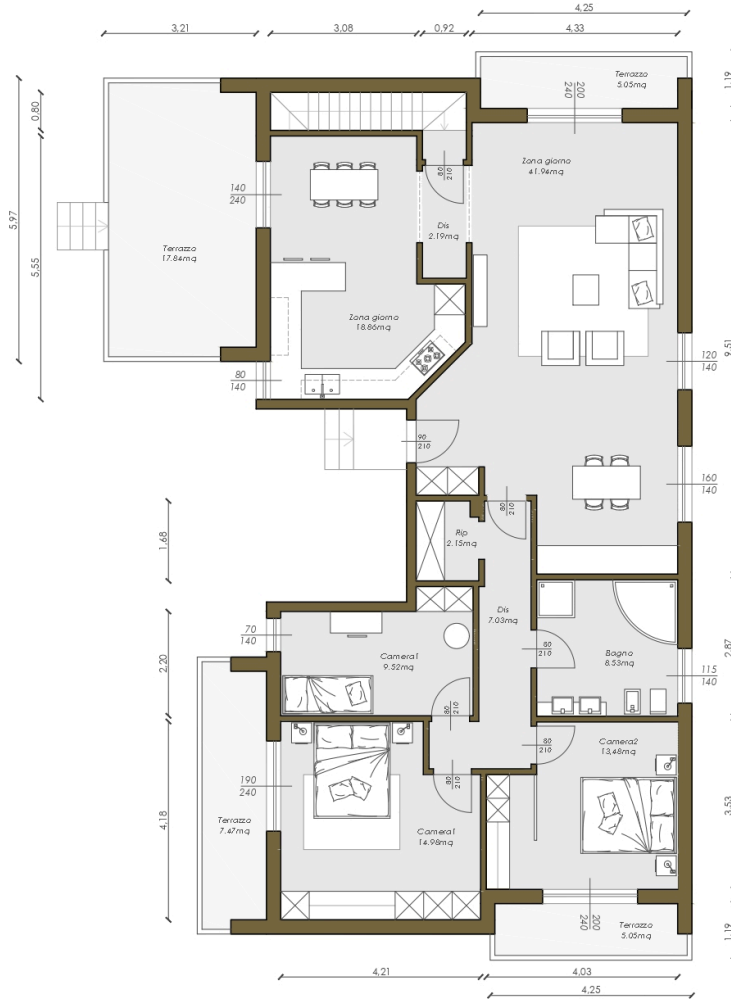 4,25
3,21
3,08
0,92
4,33
1,19
Terrazzo
5.05mq
200
240
0,80
5,97
5,55
Zona giorno
41.94mq
80
210
140
240
Dis
2.19mq
Terrazzo
17.84mq
Zona giorno
18.86mq
9,51
120
140
80
140
90
210
160
140
80
210
Rip
2.15mq
1,68
Dis
7.03mq
70
140
2,20
Camera1
9.52mq
80
210
Bagno
8.53mq
2,87
115
140
80
210
80
210
Camera2
13,48mq
190
240
80
210
4,18
Terrazzo
7.47mq
Camera1
14.98mq
3,53
200
240
Terrazzo
5.05mq
1,19
4,21
4,03
4,25